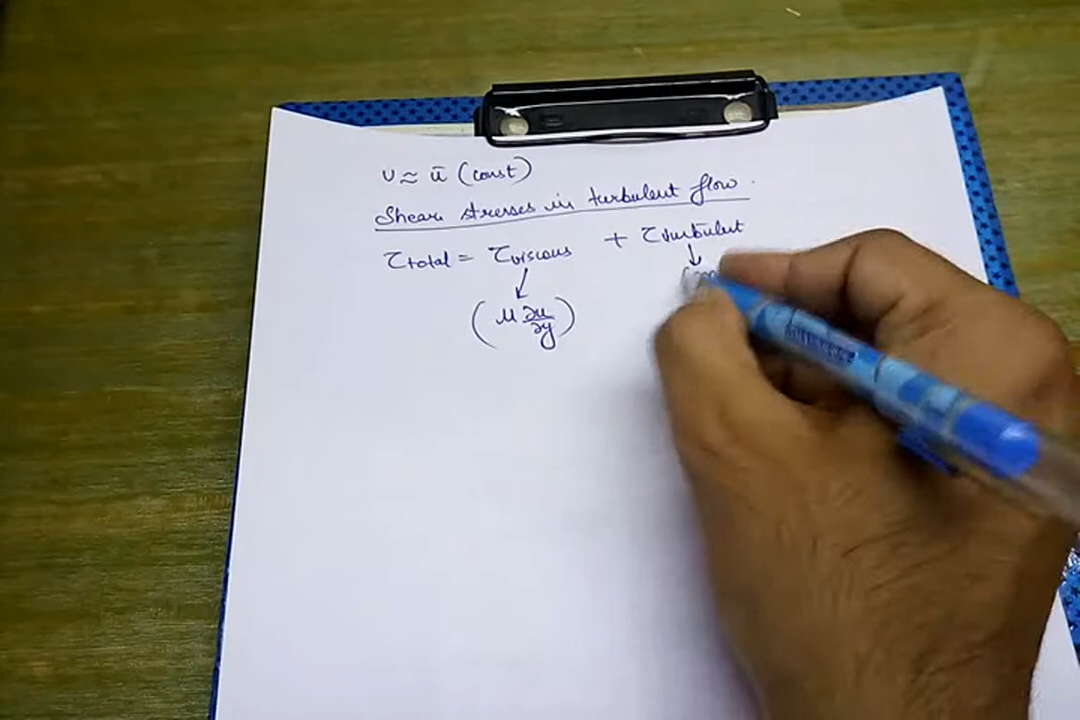 U ≈ ū (const)
Shear stresses in turbulent flow.
τtotal = τviscous + τturbulent
(μ ∂u/∂y)